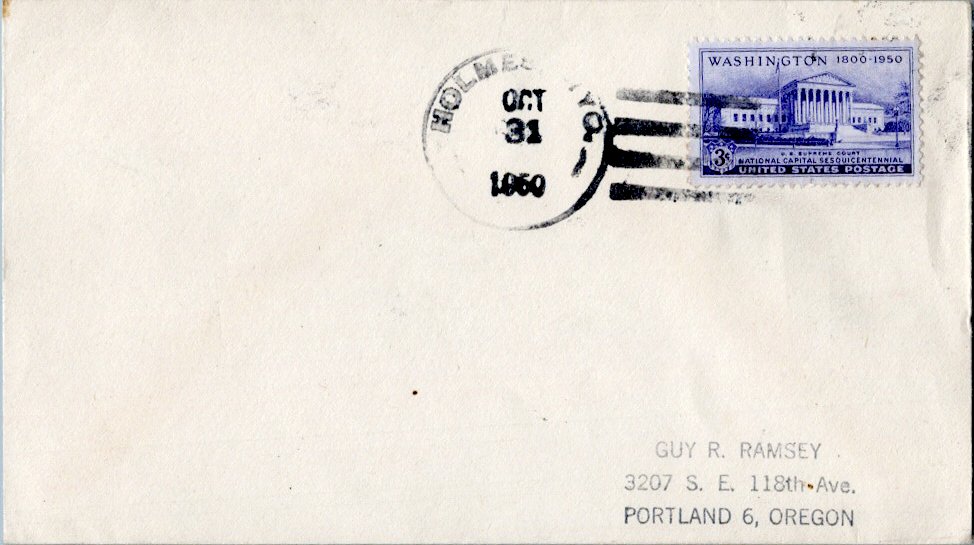 HOLMES WYO
OCT
31
1950
WASHINGTON 1800-1950
U. S. SUPREME COURT
3¢ NATIONAL CAPITAL SESQUICENTENNIAL
UNITED STATES POSTAGE
GUY R. RAMSEY
3207 S. E. 118th Ave.
PORTLAND 6, OREGON